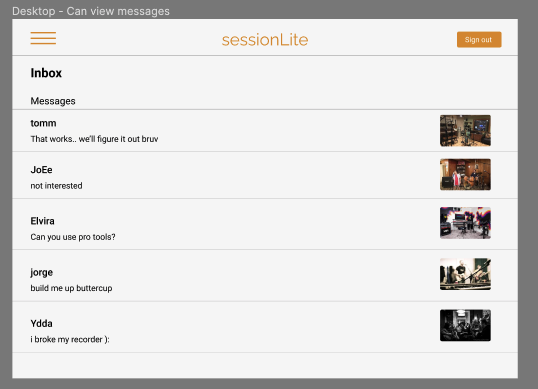 Desktop - Can view messages
sessionLite
Sign out
Inbox
Messages
tomm
That works.. we'll figure it out bruv
JoEe
not interested
Elvira
Can you use pro tools?
jorge
build me up buttercup
Ydda
i broke my recorder ):